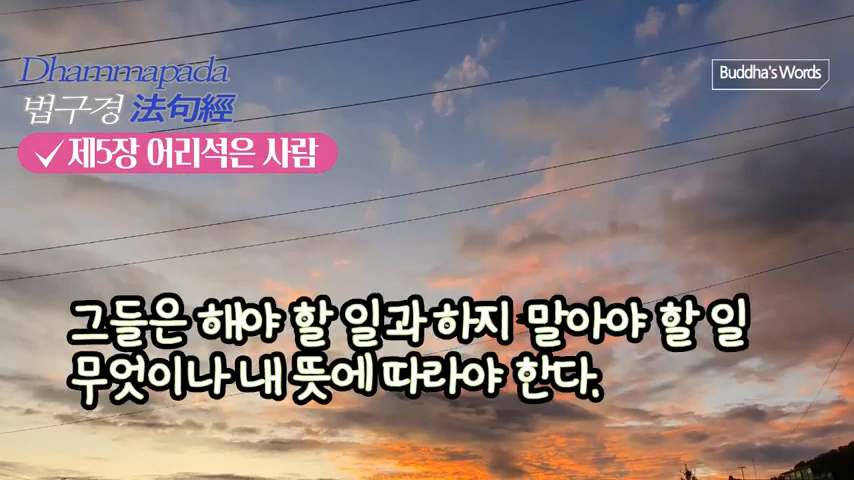 Dhammapada
법구경 法句經
제5장 어리석은 사람
Buddha's Words
그들은 해야 할 일과 하지 말아야 할 일
무엇이나 내 뜻에 따라야 한다.